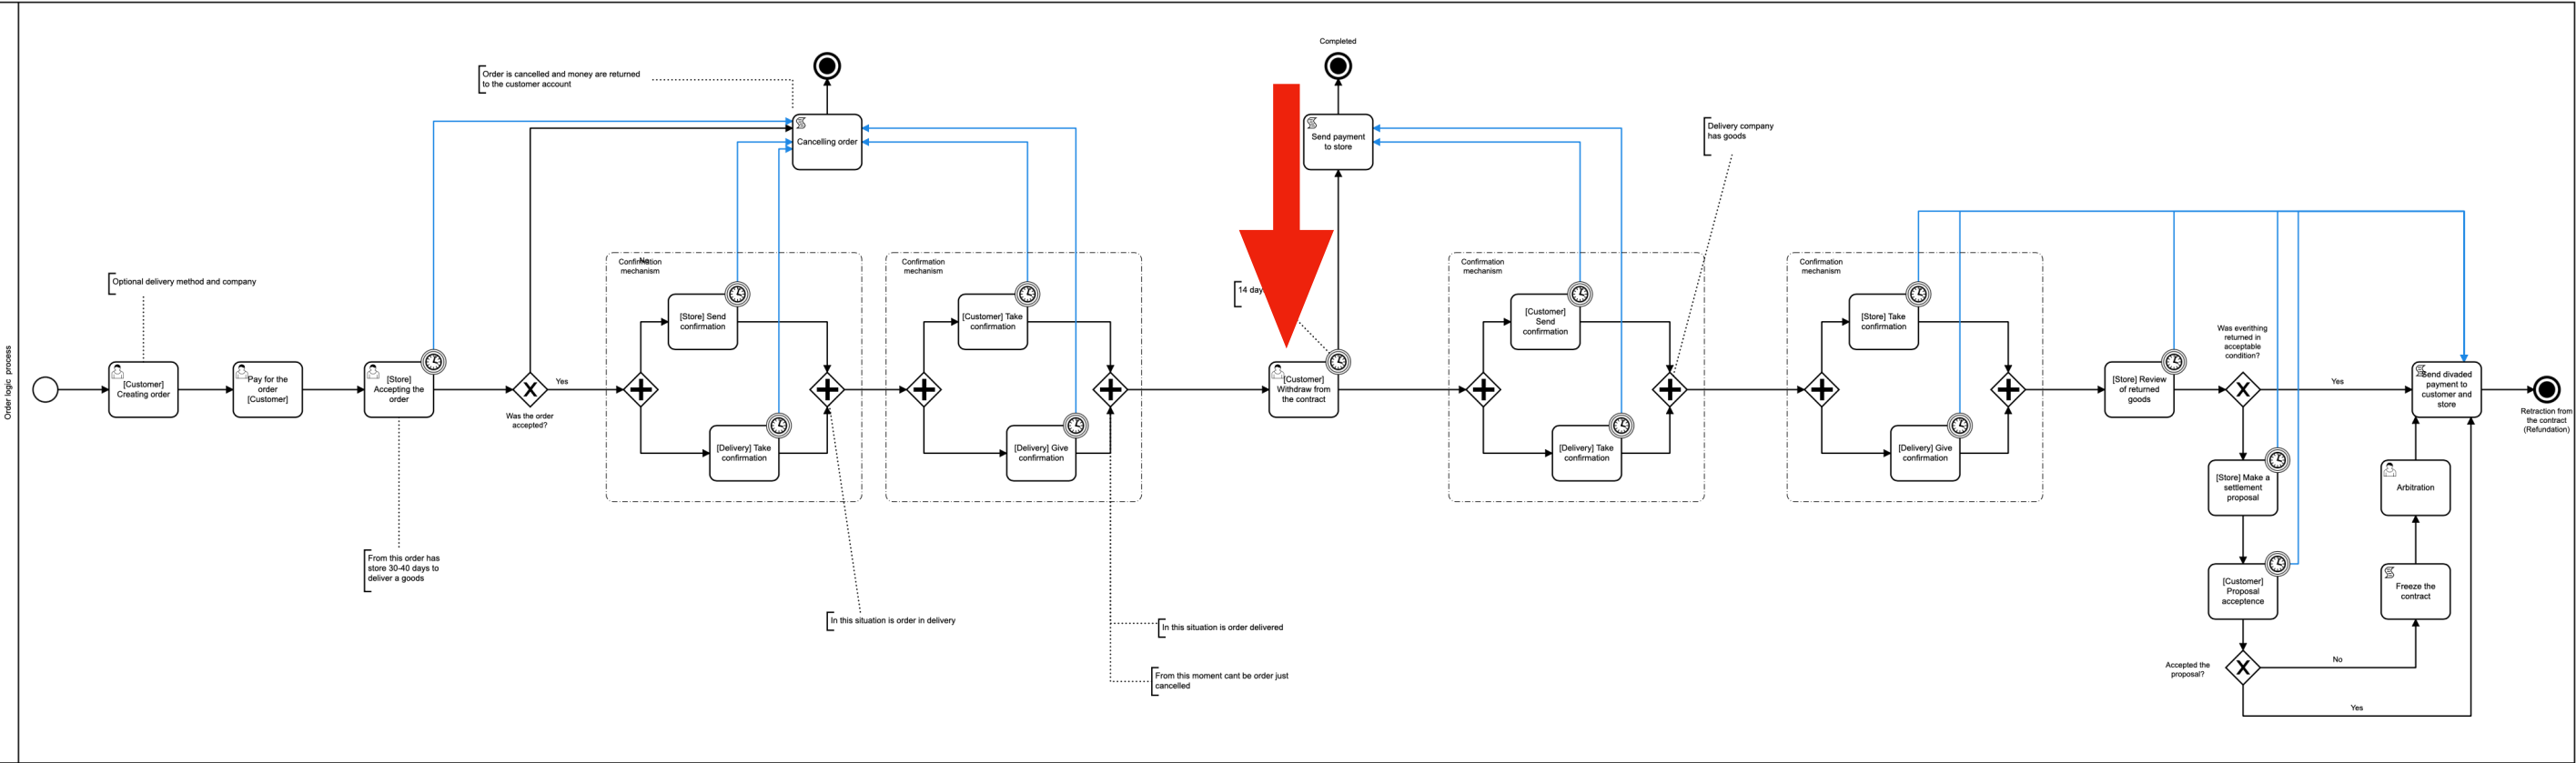 Order logic process
Completed
Order is cancelled and money are returned
to the customer account
Cancelling order
Send payment
to store
Delivery company
has goods
Optional delivery method and company
Confirmation
No
mechanism
Confirmation
mechanism
14 day
Confirmation
mechanism
Confirmation
mechanism
[Customer]
Creating order
Pay for the
order
[Customer]
[Store]
Accepting the
order
Was the order
accepted?
Yes
[Store] Send
confirmation
[Delivery] Take
confirmation
[Customer] Take
confirmation
[Delivery] Give
confirmation
[Customer]
Withdraw from
the contract
[Customer]
Send
confirmation
[Delivery] Take
confirmation
[Store] Take
confirmation
[Delivery] Give
confirmation
[Store] Review
of returned
goods
Was everithing
returned in
acceptable
condition?
Yes
Send divaded
payment to
customer and
store
Retraction from
the contract
(Refundation)
[Store] Make a
settlement
proposal
Arbitration
[Customer]
Proposal
acceptence
Freeze the
contract
Accepted the
proposal?
No
Yes
From this order has
store 30-40 days to
deliver a goods
In this situation is order in delivery
In this situation is order delivered
From this moment cant be order just
cancelled